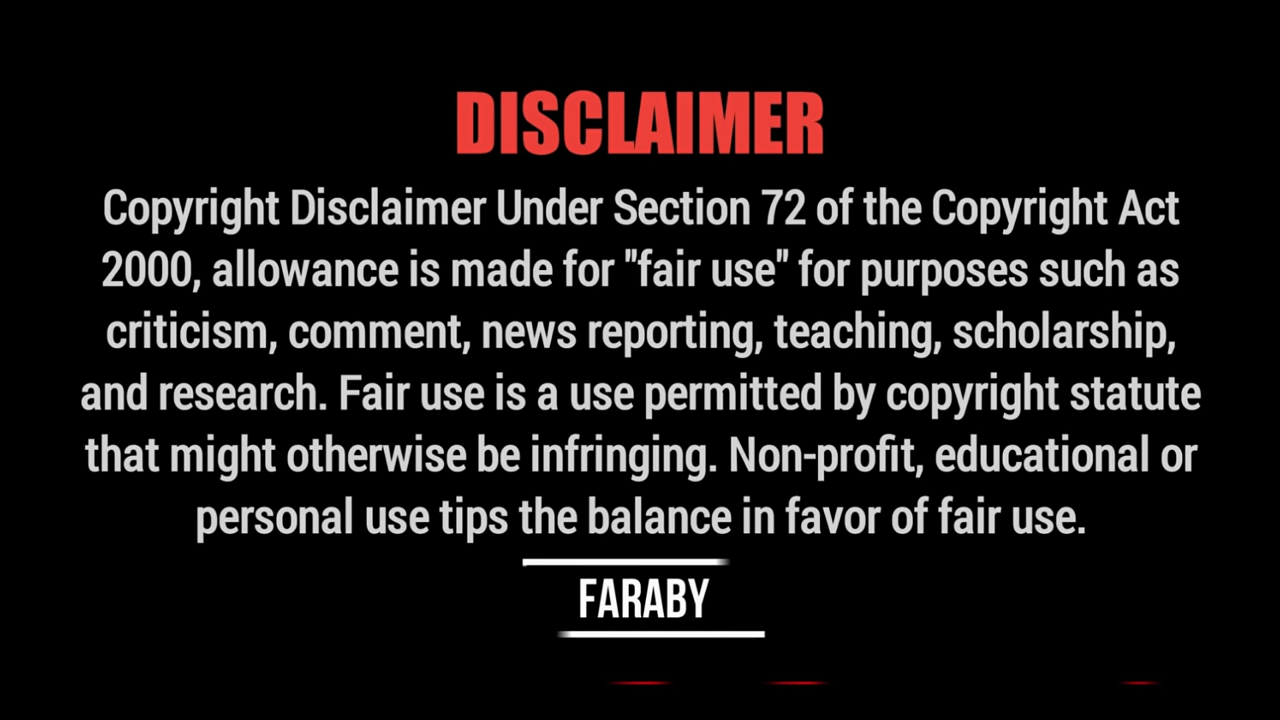 DISCLAIMER
Copyright Disclaimer Under Section 72 of the Copyright Act
2000, allowance is made for "fair use" for purposes such as
criticism, comment, news reporting, teaching, scholarship,
and research. Fair use is a use permitted by copyright statute
that might otherwise be infringing. Non-profit, educational or
personal use tips the balance in favor of fair use.
FARABY